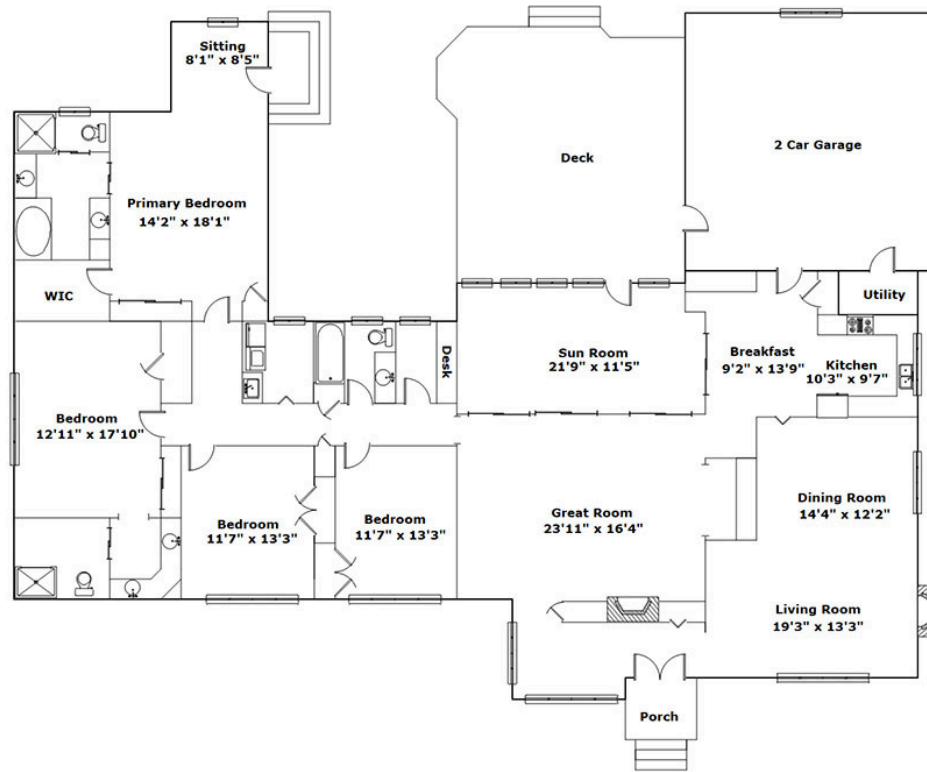 Sitting
8'1" x 8'5"
Deck
2 Car Garage
Primary Bedroom
14'2" x 18'1"
WIC
Utility
Desk
Sun Room
21'9" x 11'5"
Breakfast
9'2" x 13'9"
Kitchen
10'3" x 9'7"
Bedroom
12'11" x 17'10"
Bedroom
11'7" x 13'3"
Bedroom
11'7" x 13'3"
Great Room
23'11" x 16'4"
Dining Room
14'4" x 12'2"
Living Room
19'3" x 13'3"
Porch